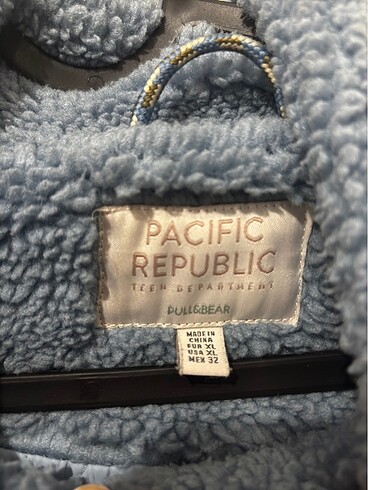 PACIFIC
REPUBLIC
TEEN DEPARTMENT
PULL&BEAR
MADE IN
CHINA
EUR XL
USA XL
MEX 32